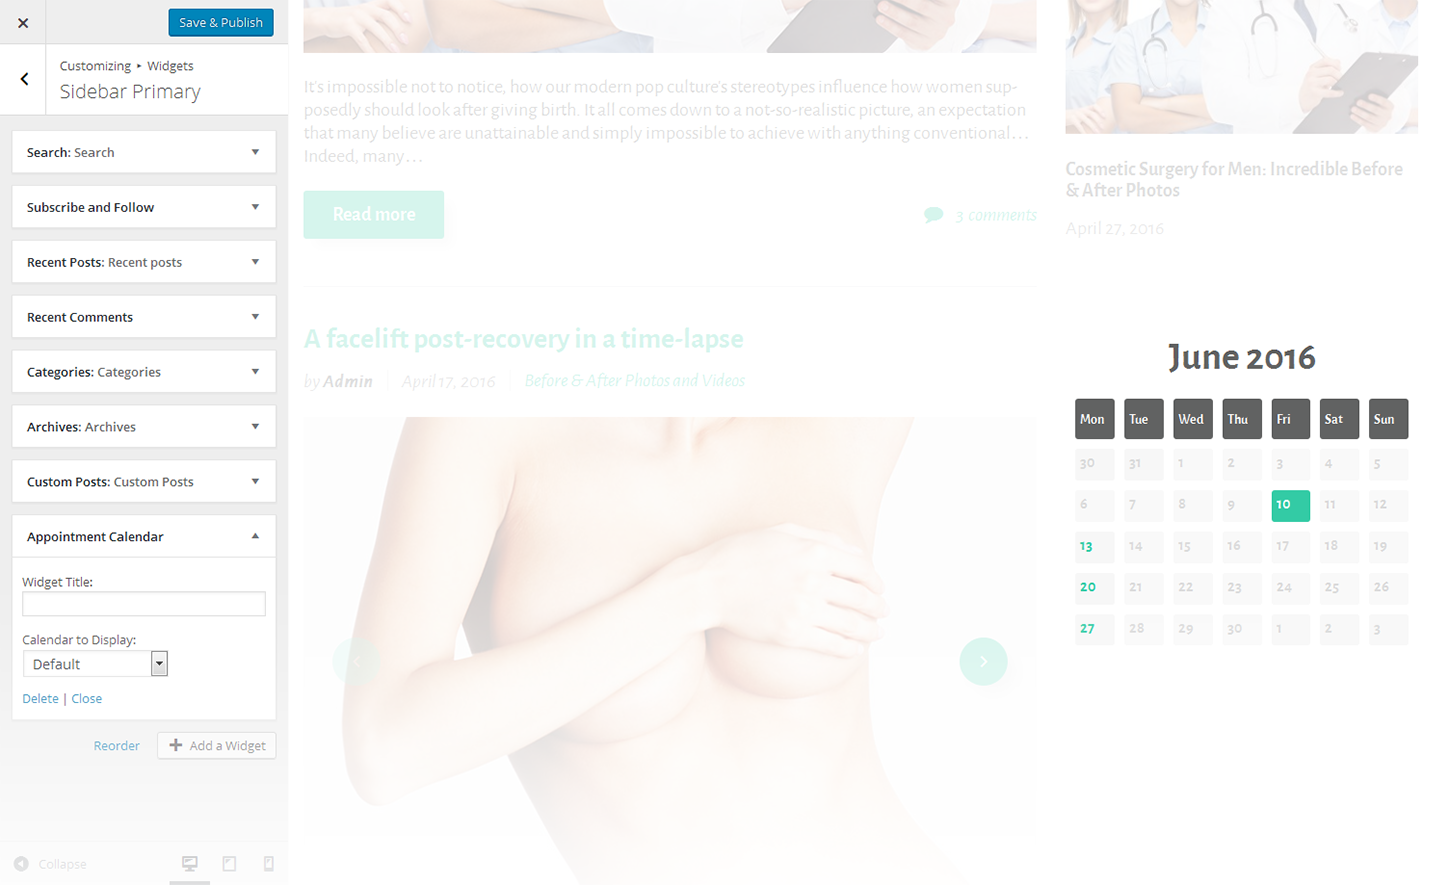 Save & Publish
Customizing ▸ Widgets
Sidebar Primary
Search: Search
Subscribe and Follow
Recent Posts: Recent posts
Recent Comments
Categories: Categories
Archives: Archives
Custom Posts: Custom Posts
Appointment Calendar
Widget Title:
Calendar to Display:
Default
Delete | Close
Reorder
Add a Widget
Collapse
It's impossible not to notice, how our modern pop culture's stereotypes influence how women sup-
posedly should look after giving birth. It all comes down to a not-so-realistic picture, an expectation
that many believe are unattainable and simply impossible to achieve with anything conventional…
Indeed, many…
Read more
3 comments
A facelift post-recovery in a time-lapse
by Admin April 17, 2016 Before & After Photos and Videos
Cosmetic Surgery for Men: Incredible Before
& After Photos
April 27, 2016
June 2016
Mon Tue Wed Thu Fri Sat Sun
30 31 1 2 3 4 5
6 7 8 9 10 11 12
13 14 15 16 17 18 19
20 21 22 23 24 25 26
27 28 29 30 1 2 3